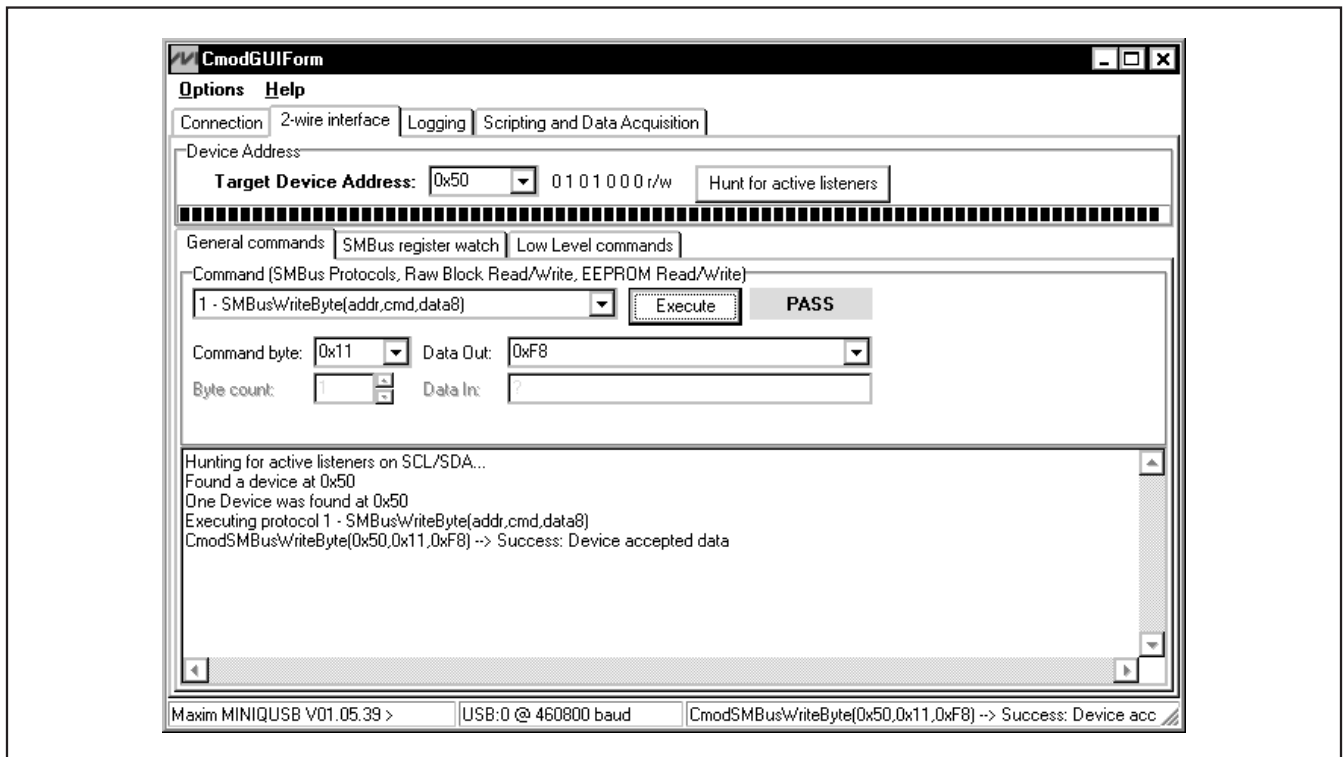 CmodGUIForm
Options Help
Connection 2-wire interface Logging Scripting and Data Acquisition
Device Address
Target Device Address: 0x50 0 1 0 1 0 0 0 r/w Hunt for active listeners
General commands SMBus register watch Low Level commands
Command (SMBus Protocols, Raw Block Read/Write, EEPROM Read/Write)
1 - SMBusWriteByte(addr,cmd,data8) Execute PASS
Command byte: 0x11 Data Out: 0xF8
Byte count: 1 Data In: ?
Hunting for active listeners on SCL/SDA...
Found a device at 0x50
One Device was found at 0x50
Executing protocol 1 - SMBusWriteByte(addr,cmd,data8)
CmodSMBusWriteByte(0x50,0x11,0xF8) --> Success: Device accepted data
Maxim MINIQUSB V01.05.39 > USB:0 @ 460800 baud CmodSMBusWriteByte(0x50,0x11,0xF8) --> Success: Device acc